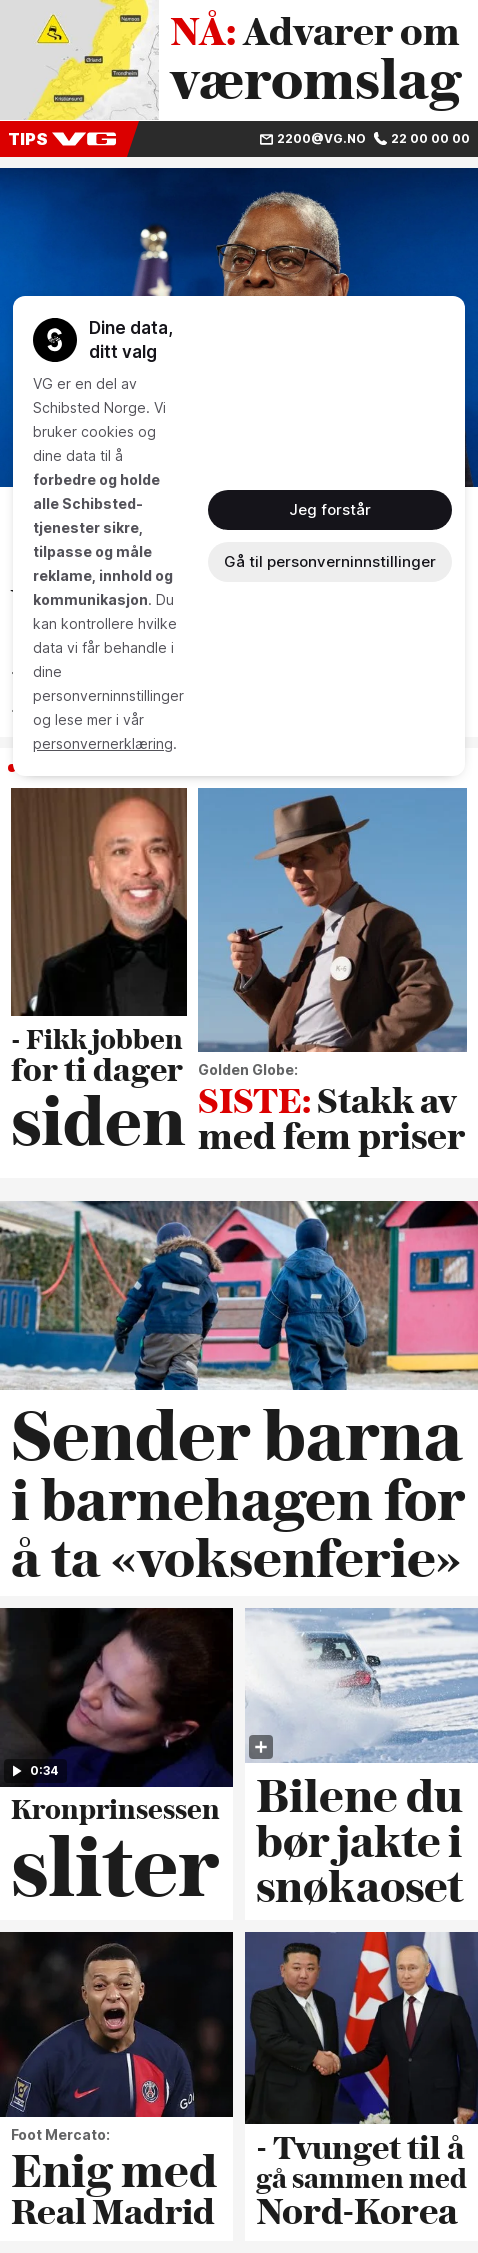 Namsos
Ørland
Trondheim
Kristiansund
NÅ: Advarer om
væromslag
TIPS VG
2200@VG.NO 22 00 00 00
Dine data,
ditt valg
VG er en del av
Schibsted Norge. Vi
bruker cookies og
dine data til å
forbedre og holde
alle Schibsted-
tjenester sikre,
tilpasse og måle
reklame, innhold og
kommunikasjon. Du
kan kontrollere hvilke
data vi får behandle i
dine
personverninnstillinger
og lese mer i vår
personvernerklæring.
Jeg forstår
Gå til personverninnstillinger
K-6
- Fikk jobben
for ti dager
siden
Golden Globe:
SISTE: Stakk av
med fem priser
Sender barna
i barnehagen for
å ta «voksenferie»
0:34
Kronprinsessen
sliter
Bilene du
bør jakte i
snøkaoset
Foot Mercato:
Enig med
Real Madrid
- Tvunget til å
gå sammen med
Nord-Korea